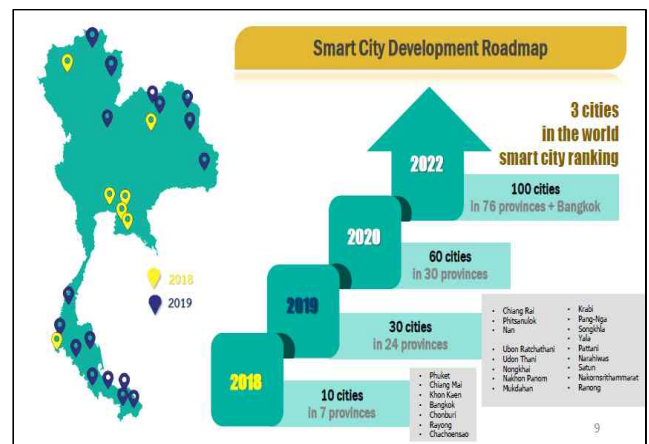 Smart City Development Roadmap
3 cities
in the world
smart city ranking
2022
100 cities
in 76 provinces + Bangkok
2020
60 cities
in 30 provinces
2018
2019
2019
30 cities
in 24 provinces
• Chiang Rai
• Phitsanulok
• Nan
• Ubon Ratchathani
• Udon Thani
• Nongkhai
• Nakhon Panom
• Mukdahan
• Krabi
• Pang-Nga
• Songkhla
• Yala
• Pattani
• Narahiwas
• Satun
• Nakornsrithammarat
• Ranong
2018
10 cities
in 7 provinces
• Phuket
• Chiang Mai
• Khon Kaen
• Bangkok
• Chonburi
• Rayong
• Chachoensao
9